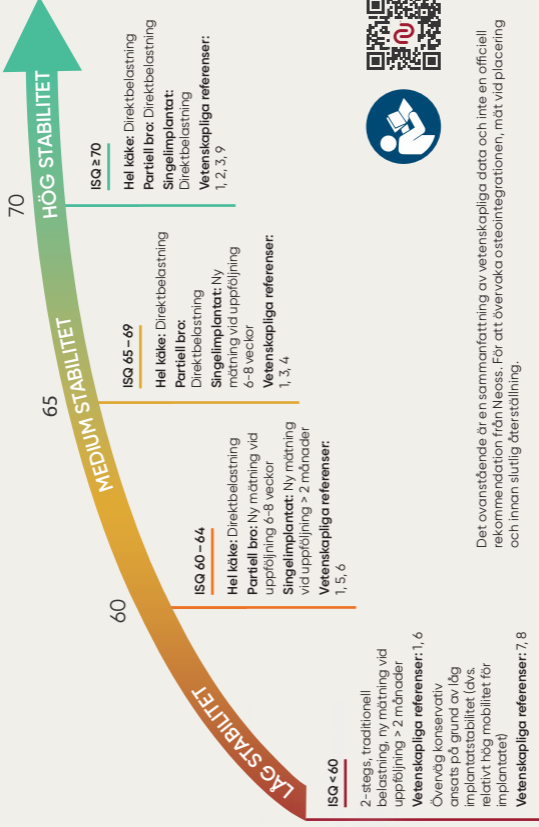 LÅG STABILITET
MEDIUM STABILITET
HÖG STABILITET
60
65
70
ISQ < 60
2-stegs, traditionell
belastning, ny mätning vid
uppföljning > 2 månader
Vetenskapliga referenser: 1, 6
Överväg konservativ
ansats på grund av låg
implantatstabilitet (dvs.
relativt hög mobilitet för
implantatet)
Vetenskapliga referenser: 7, 8
ISQ 60 – 64
Hel käke: Direktbelastning
Partiell bro: Ny mätning vid
uppföljning 6-8 veckor
Singelimplantat: Ny mätning
vid uppföljning > 2 månader
Vetenskapliga referenser:
1, 5, 6
ISQ 65 – 69
Hel käke: Direktbelastning
Partiell bro:
Direktbelastning
Singelimplantat: Ny
mätning vid uppföljning
6–8 veckor
Vetenskapliga referenser:
1, 3, 4
ISQ ≥ 70
Hel käke: Direktbelastning
Partiell bro: Direktbelastning
Singelimplantat:
Direktbelastning
Vetenskapliga referenser:
1, 2, 3, 9
Det ovanstående är en sammanfattning av vetenskapliga data och inte en officiell
rekommendation från Neoss. För att övervaka osteointegrationen, mät vid placering
och innan slutlig återställning.